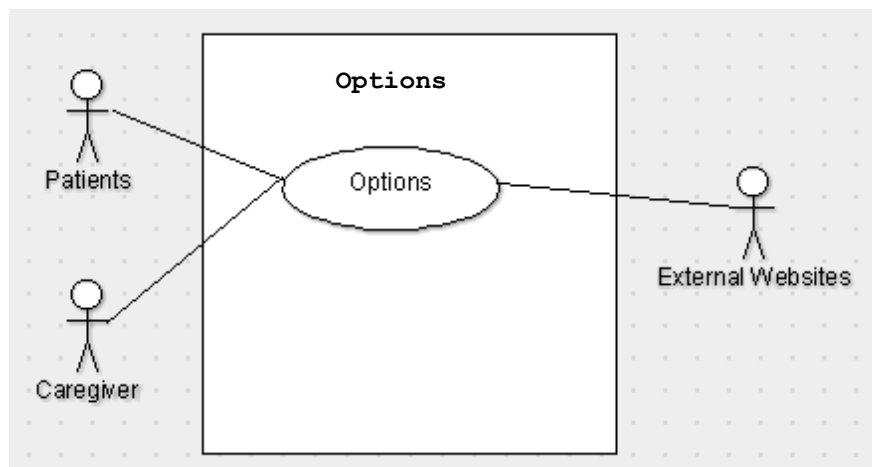 Options
Options
Patients
External Websites
Caregiver